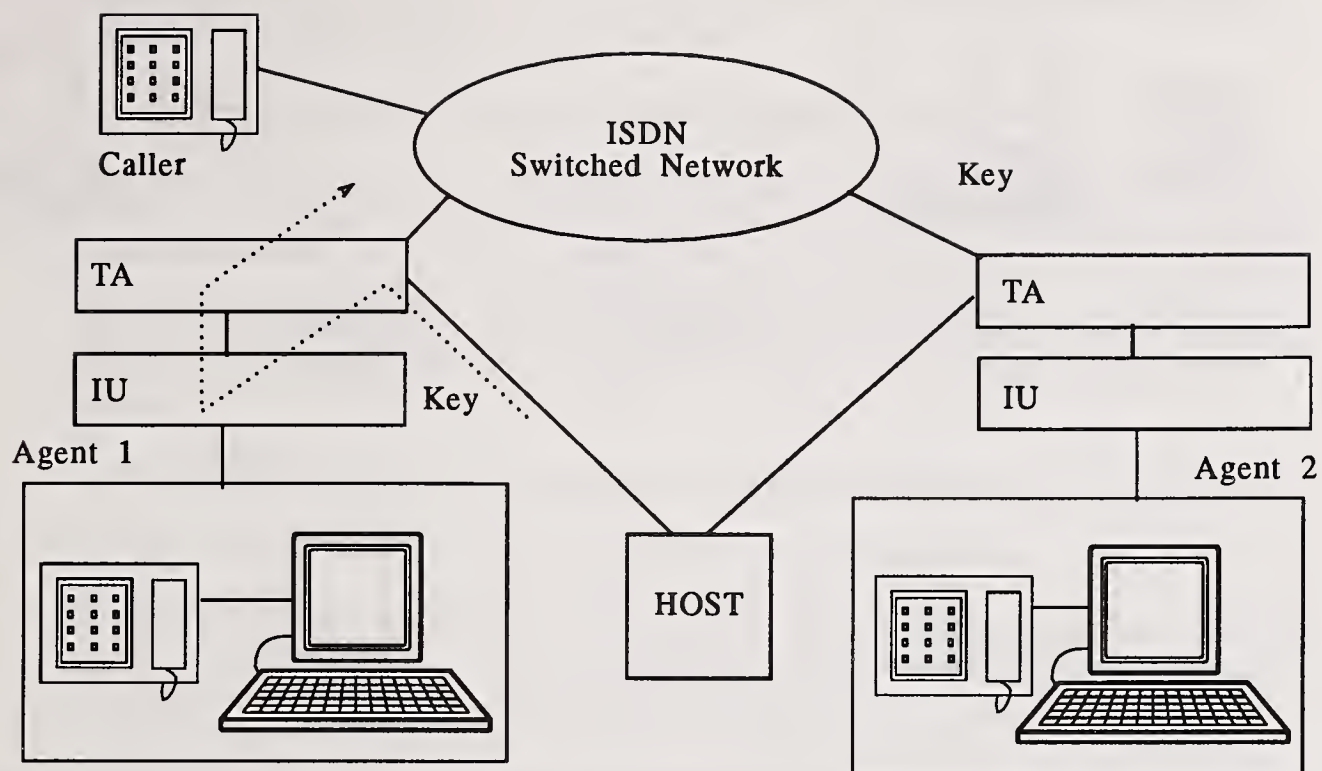 ISDN
Switched Network
Caller
Key
TA
TA
IU
Key
IU
Agent 1
Agent 2
HOST